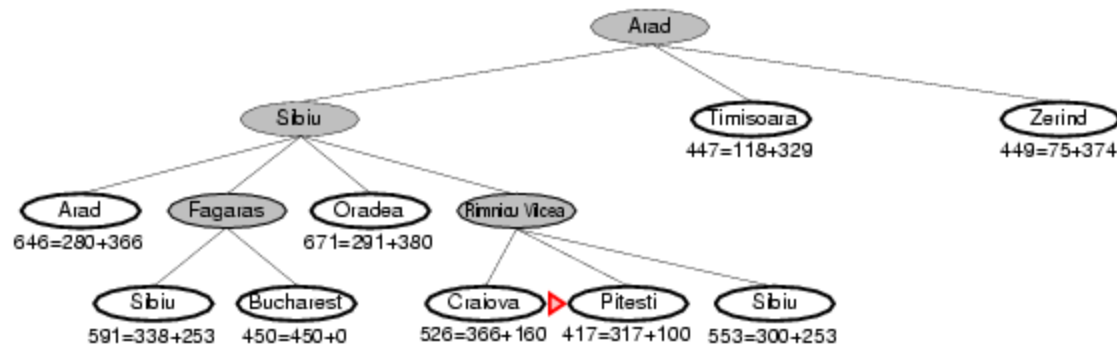 Arad
Sibiu
Timisoara
Zerind
447=118+329
449=75+374
Arad
Fagaras
Oradea
Rimnicu Vilcea
646=280+366
671=291+380
Sibiu
Bucharest
Craiova
Pitesti
Sibiu
591=338+253
450=450+0
526=366+160
417=317+100
553=300+253